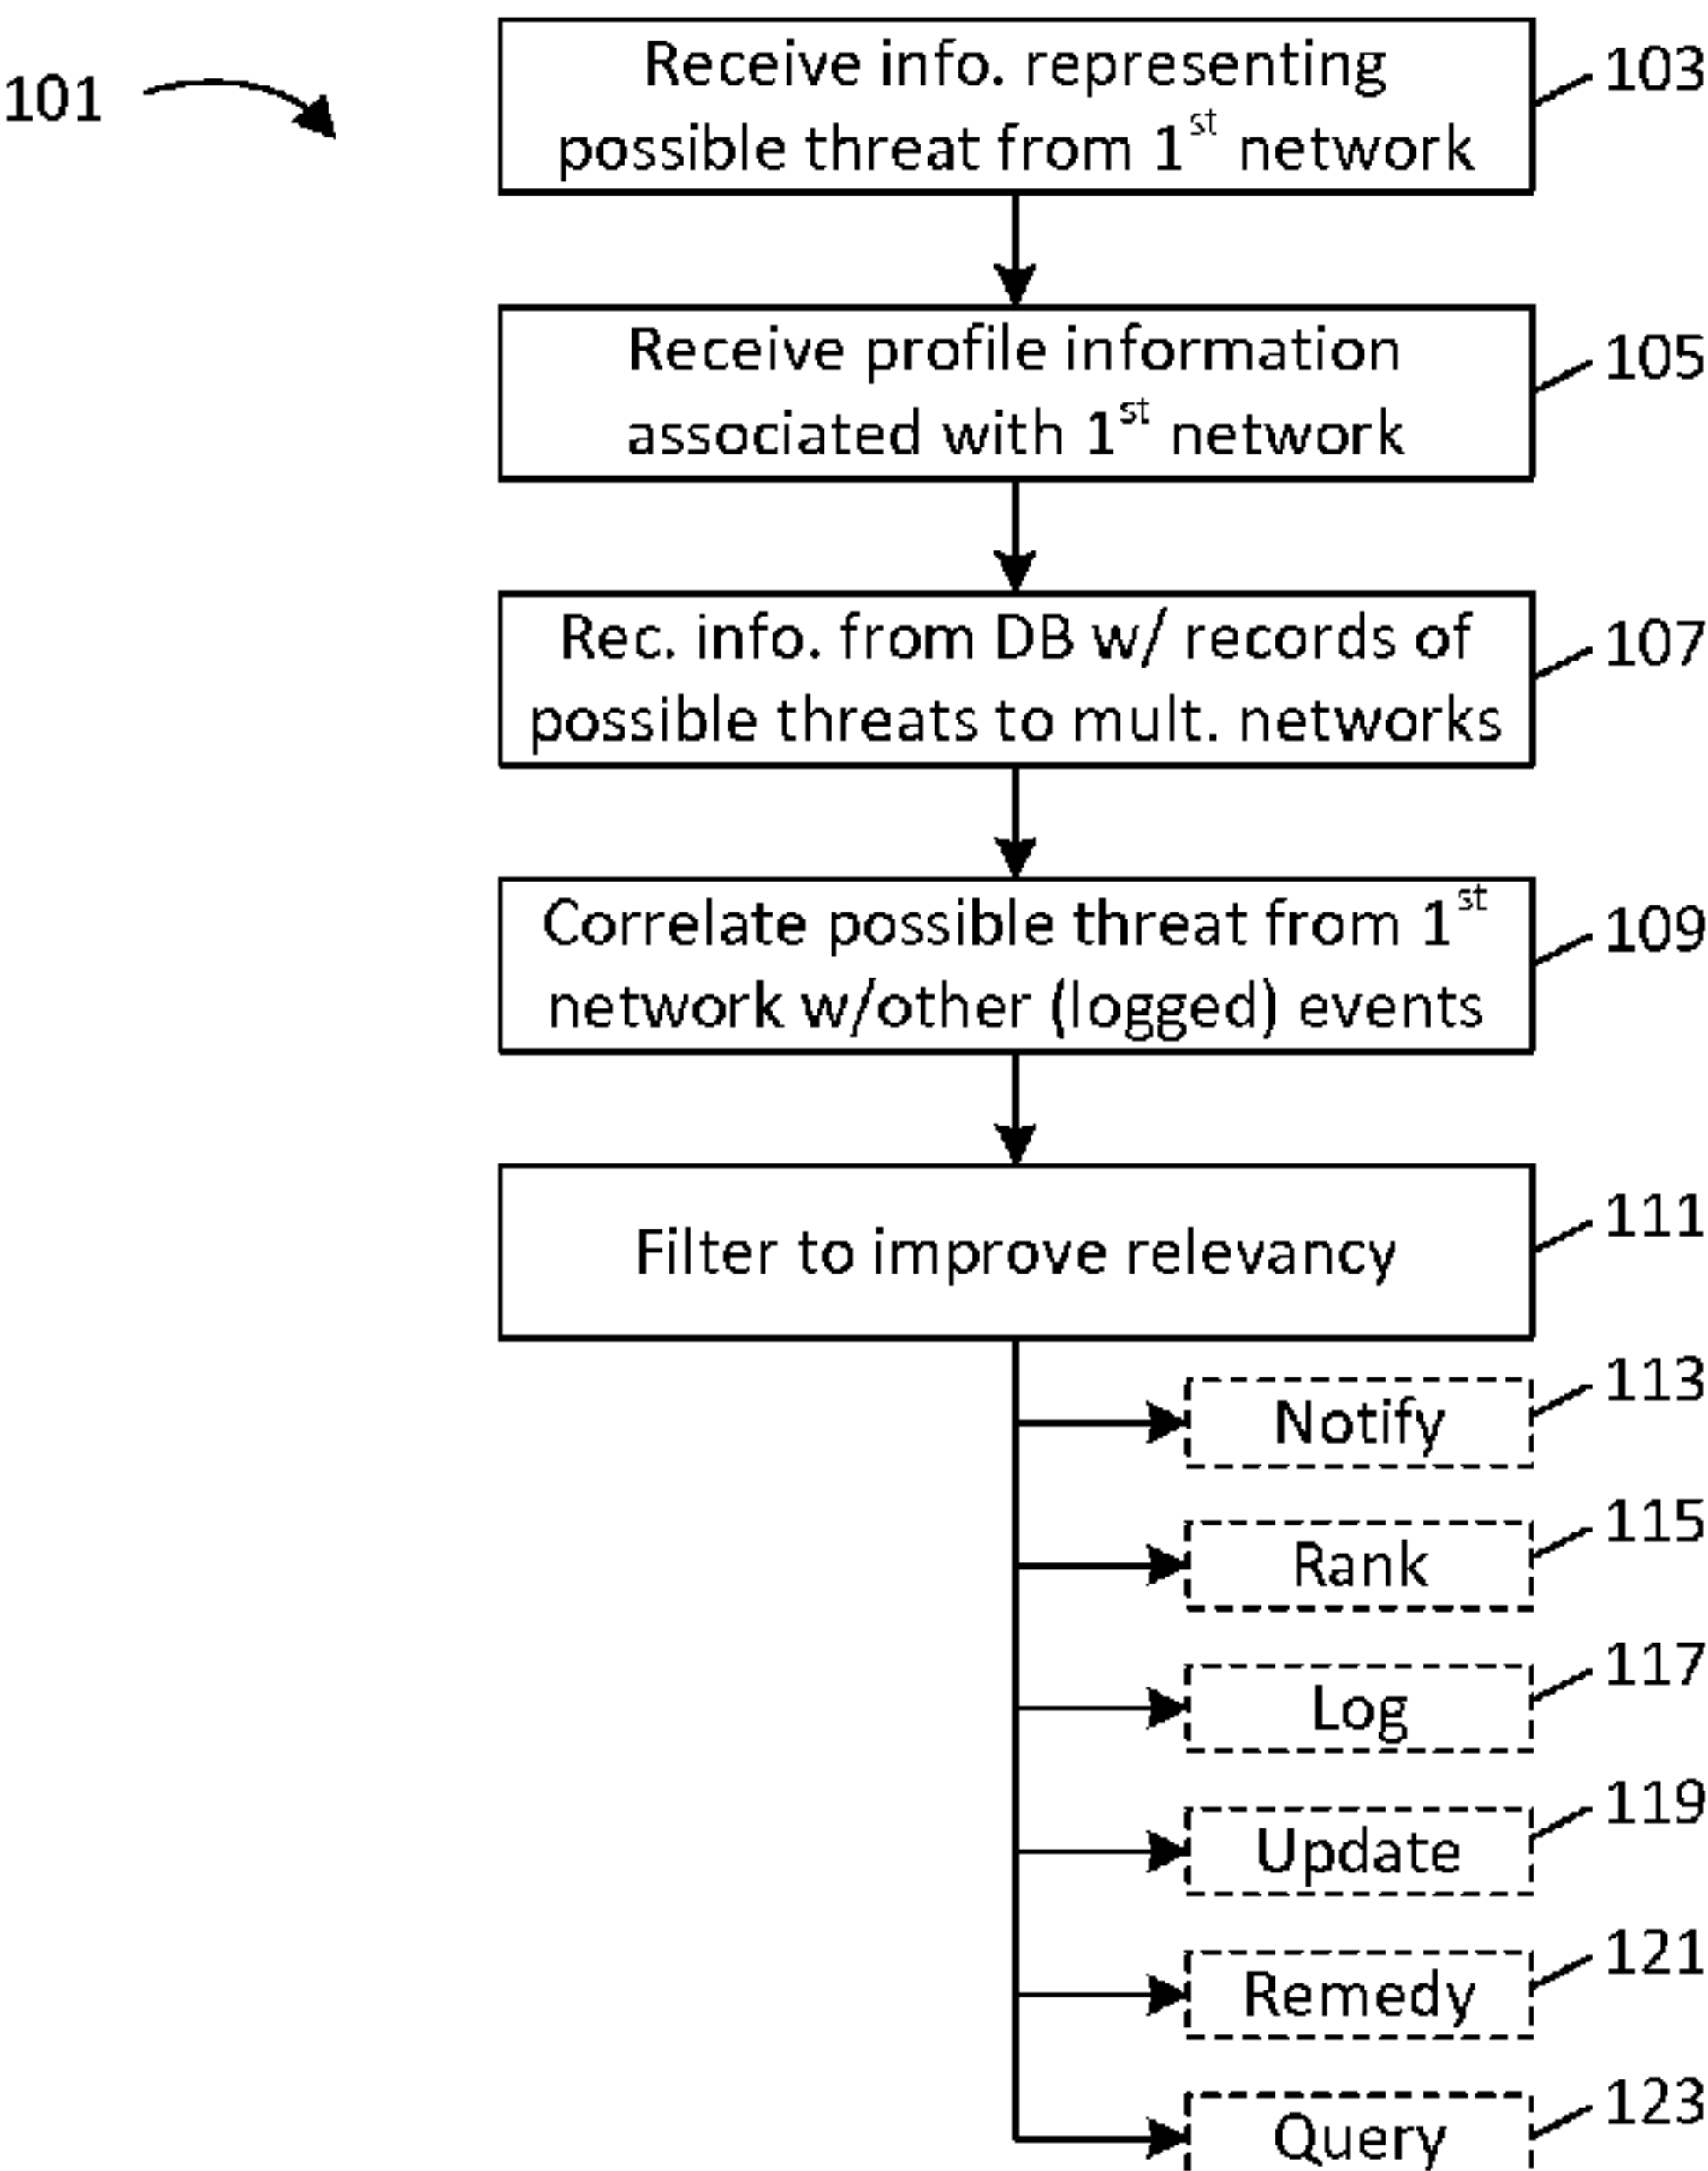 101
Receive info. representing
possible threat from 1st network
103
Receive profile information
associated with 1st network
105
Rec. info. from DB w/ records of
possible threats to mult. networks
107
Correlate possible threat from 1st
network w/other (logged) events
109
Filter to improve relevancy
111
Notify
113
Rank
115
Log
117
Update
119
Remedy
121
Query
123